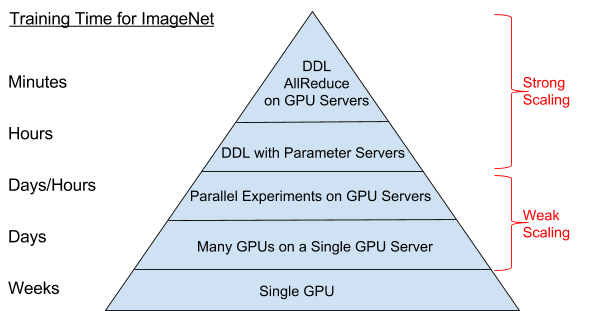 Training Time for ImageNet
Minutes
DDL
AllReduce
on GPU Servers
Strong
Scaling
Hours
DDL with Parameter Servers
Days/Hours
Parallel Experiments on GPU Servers
Weak
Scaling
Days
Many GPUs on a Single GPU Server
Weeks
Single GPU